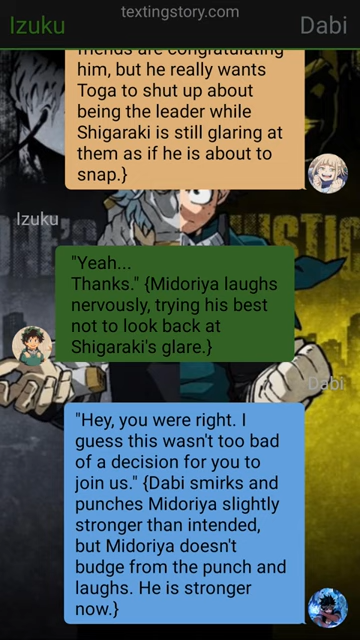 textingstory.com
Izuku
Dabi
friends are congratulating
him, but he really wants
Toga to shut up about
being the leader while
Shigaraki is still glaring at
them as if he is about to
snap.}
Izuku
"Yeah...
Thanks." {Midoriya laughs
nervously, trying his best
not to look back at
Shigaraki's glare.}
Dabi
"Hey, you were right. I
guess this wasn't too bad
of a decision for you to
join us." {Dabi smirks and
punches Midoriya slightly
stronger than intended,
but Midoriya doesn't
budge from the punch and
laughs. He is stronger
now.}